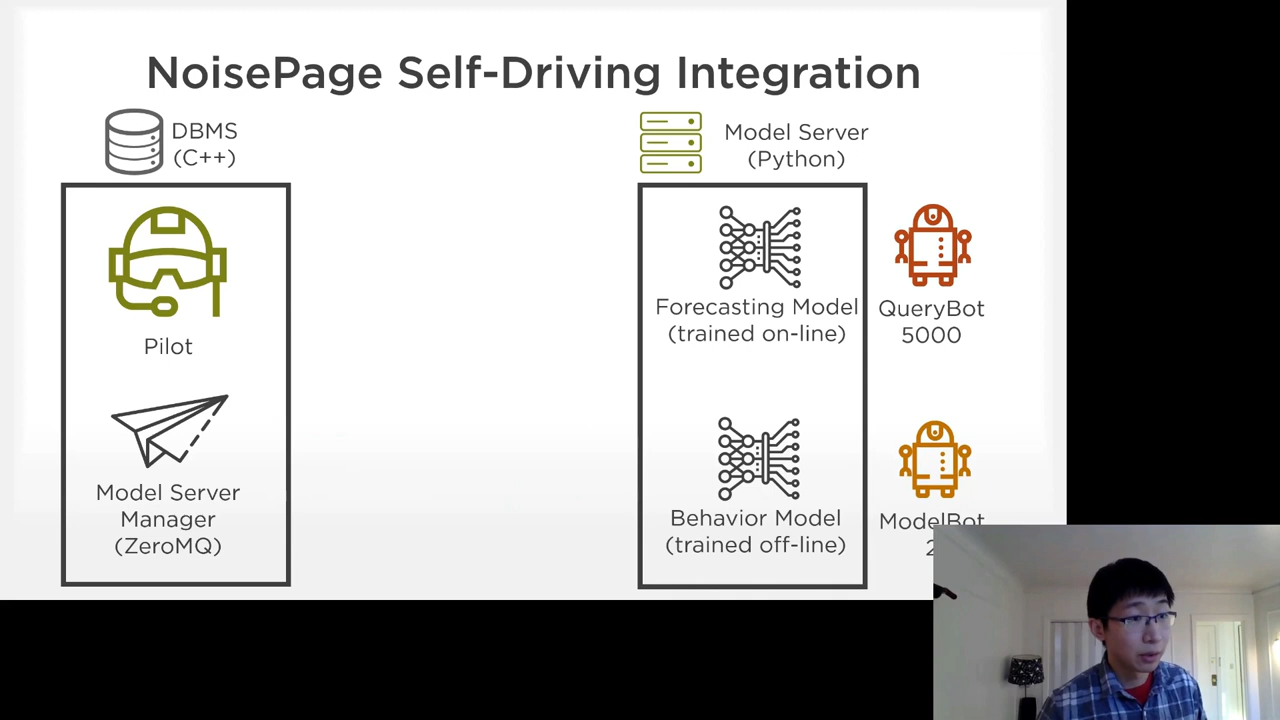 NoisePage Self-Driving Integration
DBMS
(C++)
Model Server
(Python)
Pilot
Model Server
Manager
(ZeroMQ)
Forecasting Model
(trained on-line)
QueryBot
5000
Behavior Model
(trained off-line)
ModelBot